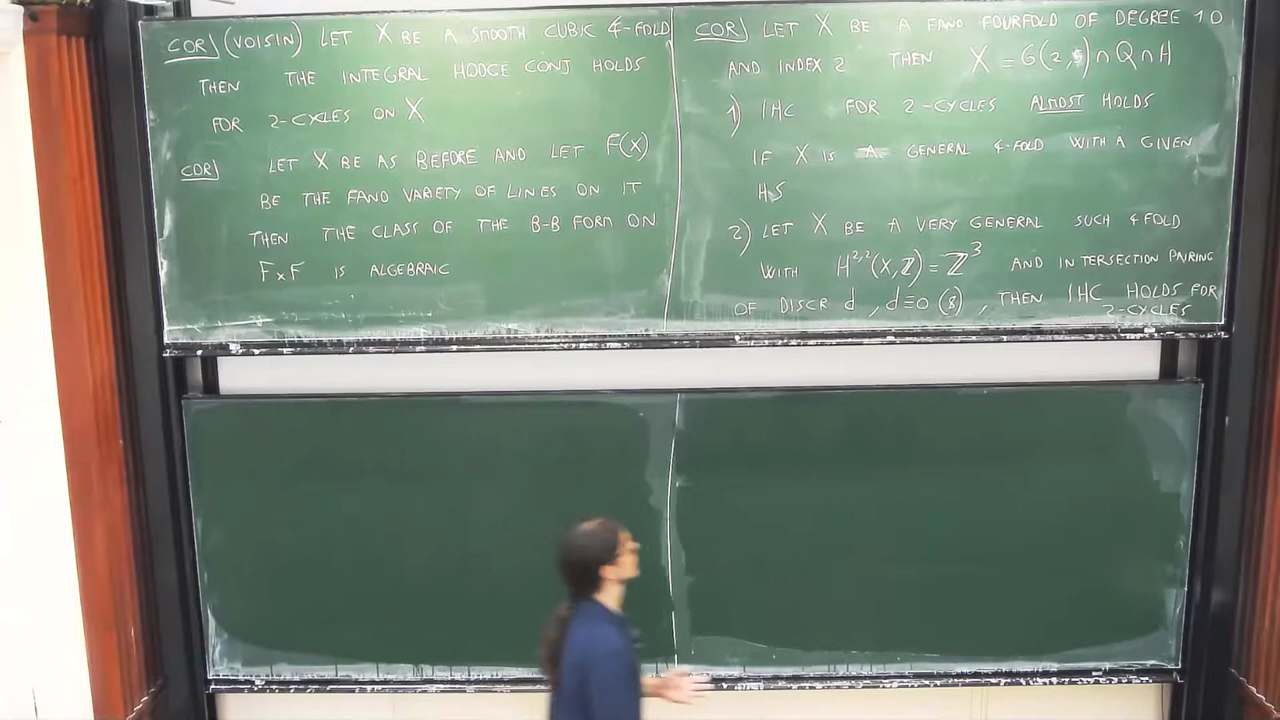 COR) (VOISIN) LET X BE A SMOOTH CUBIC 4-FOLD
THEN THE INTEGRAL HODGE CONJ HOLDS
FOR 2-CYCLES ON X
COR) LET X BE AS BEFORE AND LET F(X)
BE THE FANO VARIETY OF LINES ON IT
THEN THE CLASS OF THE B-B FORM ON
F×F IS ALGEBRAIC
COR) LET X BE A FANO FOURFOLD OF DEGREE 10
AND INDEX 2 THEN X = G(2,5)∩Q∩H
1) IHC FOR 2-CYCLES ALMOST HOLDS
IF X IS A GENERAL 4-FOLD WITH A GIVEN
HS
2) LET X BE A VERY GENERAL SUCH 4FOLD
WITH H^{2,2}(X,ℤ) = ℤ^3 AND INTERSECTION PAIRING
OF DISCR d, d≡0 (8), THEN IHC HOLDS FOR
2-CYCLES